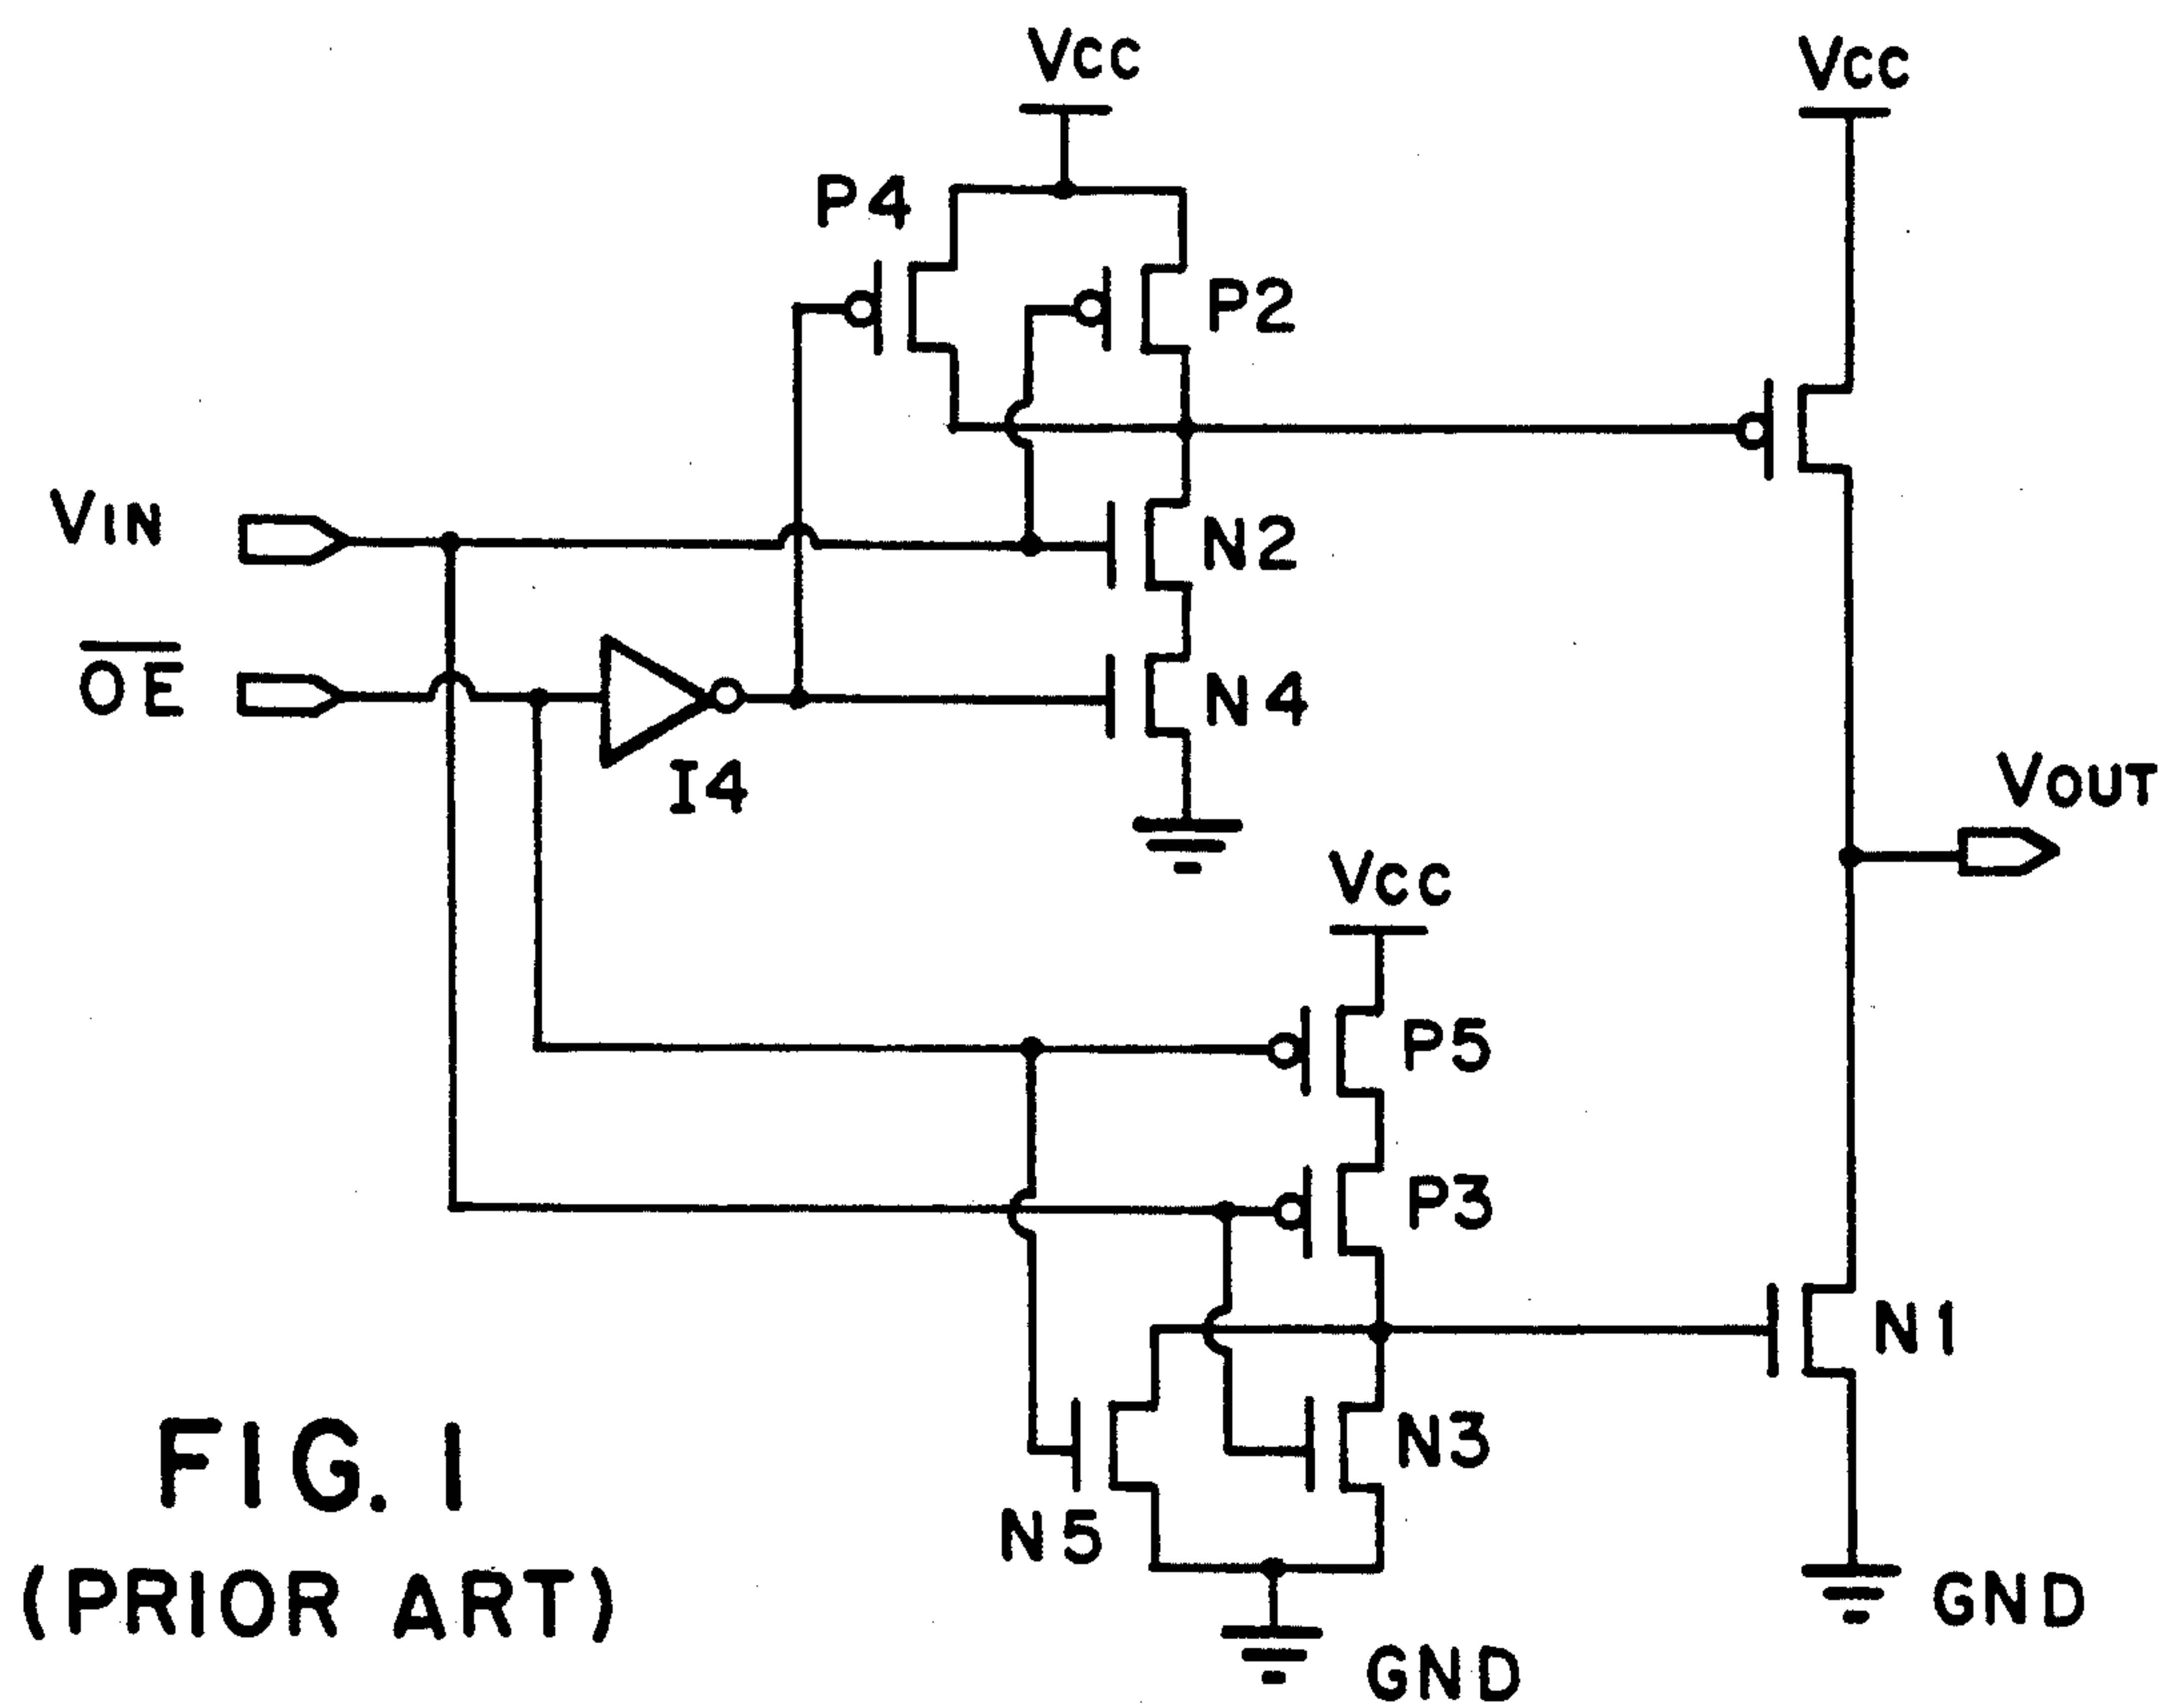 VCC
VCC
P4
P2
VIN
N2
O̅E̅
N4
I4
VOUT
VCC
P5
P3
N1
N3
N5
GND
GND
FIG. 1
(PRIOR ART)